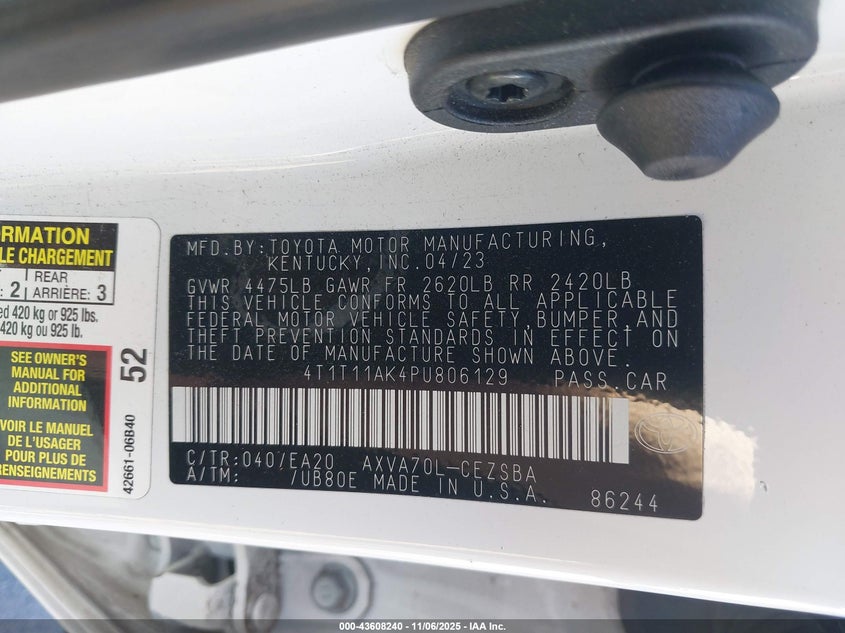 RMATION
LE CHARGEMENT
REAR
: 2 ARRIÈRE: 3
ed 420 kg or 925 lbs.
420 kg ou 925 lb.
SEE OWNER'S
MANUAL FOR
ADDITIONAL
INFORMATION
VOIR LE MANUEL
DE L'USAGER
POUR PLUS DE
RENSEIGNEMENTS
52
42661-06B40
MFD.BY:TOYOTA MOTOR MANUFACTURING,
KENTUCKY,INC.04/23
GVWR 4475LB GAWR FR 2620LB RR 2420LB
THIS VEHICLE CONFORMS TO ALL APPLICABLE
FEDERAL MOTOR VEHICLE SAFETY,BUMPER,AND
THEFT PREVENTION STANDARDS IN EFFECT ON
THE DATE OF MANUFACTURE SHOWN ABOVE.
4T1T11AK4PU806129 PASS.CAR
C/TR:040/EA20 AXVA70L-CEZSBA
A/TM: /UB80E MADE IN U.S.A.
86244
000-43608240 - 11/06/2025 - IAA Inc.